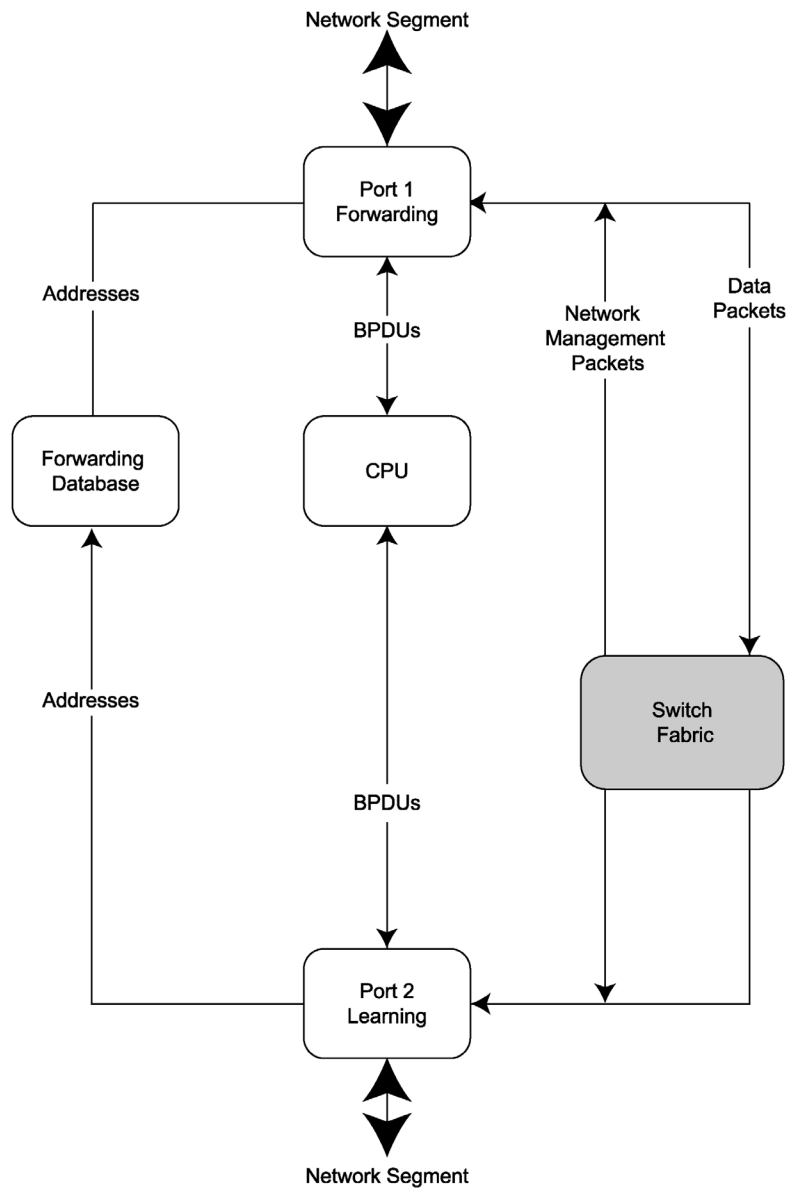 Network Segment
Port 1
Forwarding
Addresses
BPDUs
Network
Management
Packets
Data
Packets
Forwarding
Database
CPU
Addresses
Switch
Fabric
BPDUs
Port 2
Learning
Network Segment